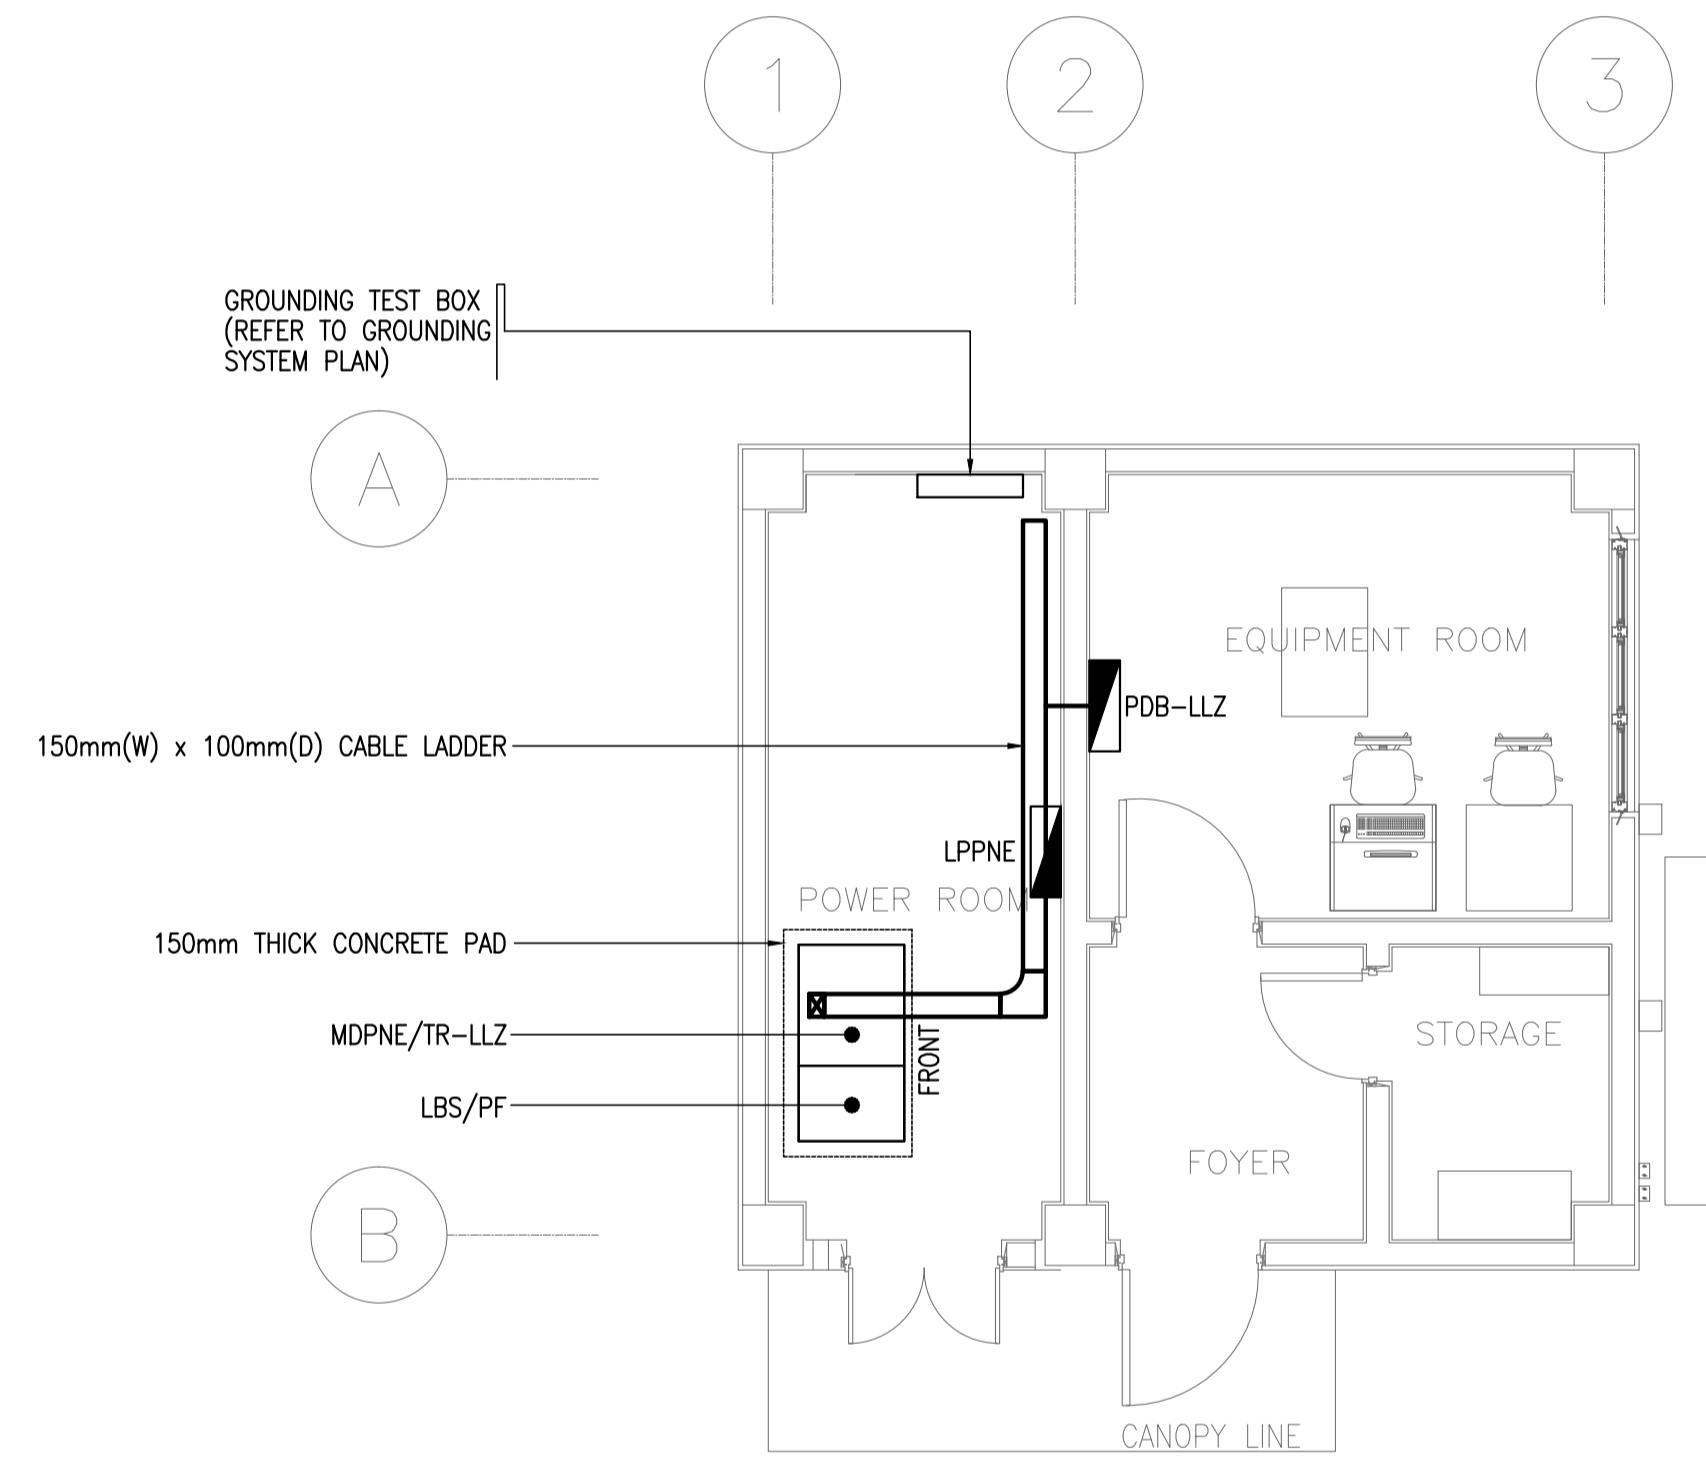 1
2
3
GROUNDING TEST BOX
(REFER TO GROUNDING
SYSTEM PLAN)
A
EQUIPMENT ROOM
PDB-LLZ
150mm(W) x 100mm(D) CABLE LADDER
LPPNE
POWER ROOM
150mm THICK CONCRETE PAD
MDPNE/TR-LLZ
FRONT
STORAGE
LBS/PF
FOYER
B
CANOPY LINE